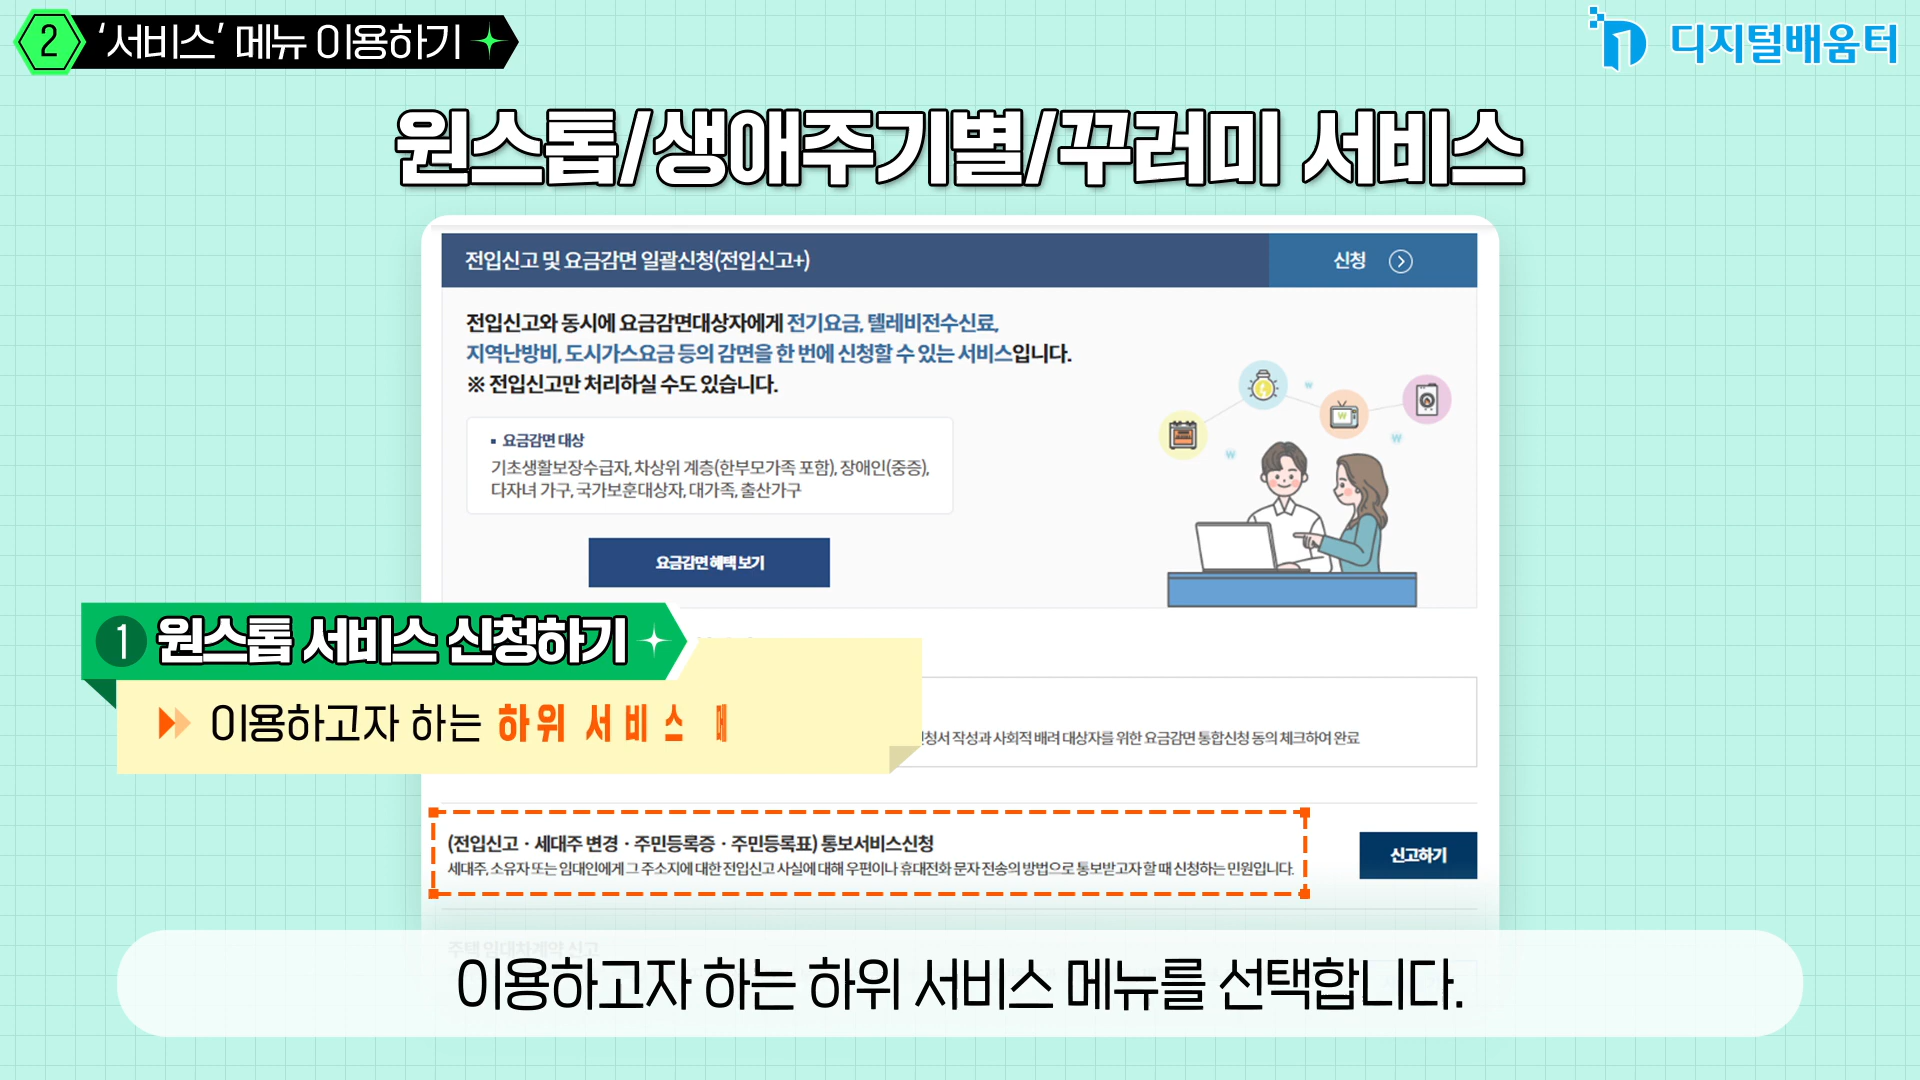 2 ‘서비스’ 메뉴 이용하기
디지털배움터
원스톱/생애주기별/꾸러미 서비스
전입신고 및 요금감면 일괄신청(전입신고+)
신청
전입신고와 동시에 요금감면대상자에게 전기요금, 텔레비전수신료,
지역난방비, 도시가스요금 등의 감면을 한 번에 신청할 수 있는 서비스입니다.
※ 전입신고만 처리하실 수도 있습니다.
▪ 요금감면 대상
기초생활보장수급자, 차상위 계층(한부모가족 포함), 장애인(중증),
다자녀 가구, 국가보훈대상자, 대가족, 출산가구
요금감면 혜택 보기
1 원스톱 서비스 신청하기
이용하고자 하는 하위 서비스 메
작성과 사회적 배려 대상자를 위한 요금감면 통합신청 동의 체크하여 완료
(전입신고 · 세대주 변경 · 주민등록증 · 주민등록표) 통보서비스신청
세대주, 소유자 또는 임대인에게 그 주소지에 대한 전입신고 사실에 대해 우편이나 휴대전화 문자 전송의 방법으로 통보받고자 할 때 신청하는 민원입니다.
신고하기
주택 임대차계약 신고
이용하고자 하는 하위 서비스 메뉴를 선택합니다.